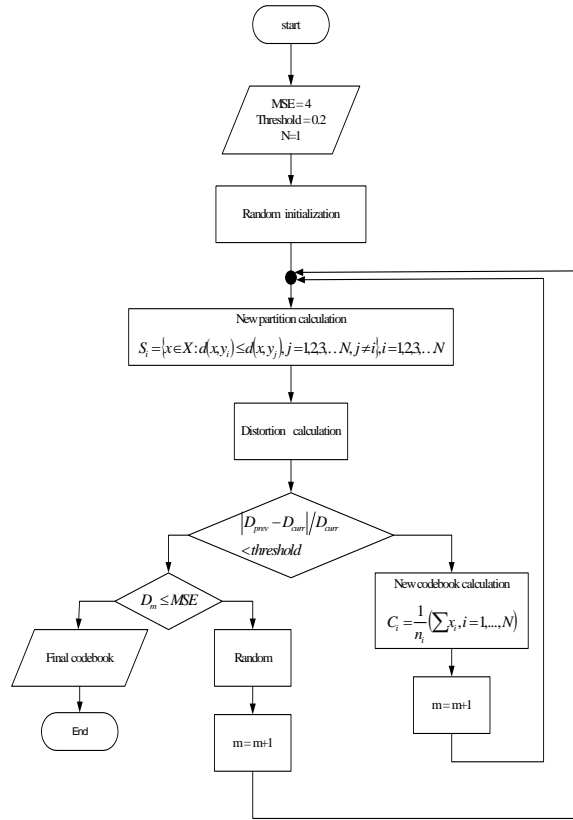 start
MSE = 4
Threshold = 0.2
N=1
Random initialization
New partition calculation
S_i = {x ∈ X : d(x, y_i) ≤ d(x, y_j), j = 1,2,3,...N, j ≠ i}, i = 1,2,3,...N
Distortion calculation
|D_prev − D_curr| / D_curr
< threshold
D_m ≤ MSE
New codebook calculation
C_i = 1/n_i (∑ x_i, i = 1,..., N)
Final codebook
Random
m = m+1
End
m = m+1